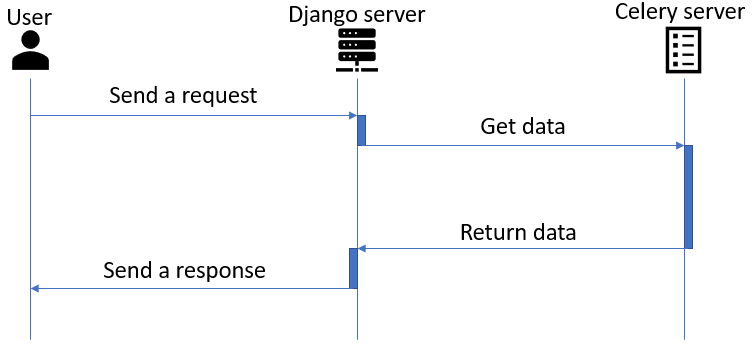 User
Django server
Celery server
Send a request
Get data
Return data
Send a response